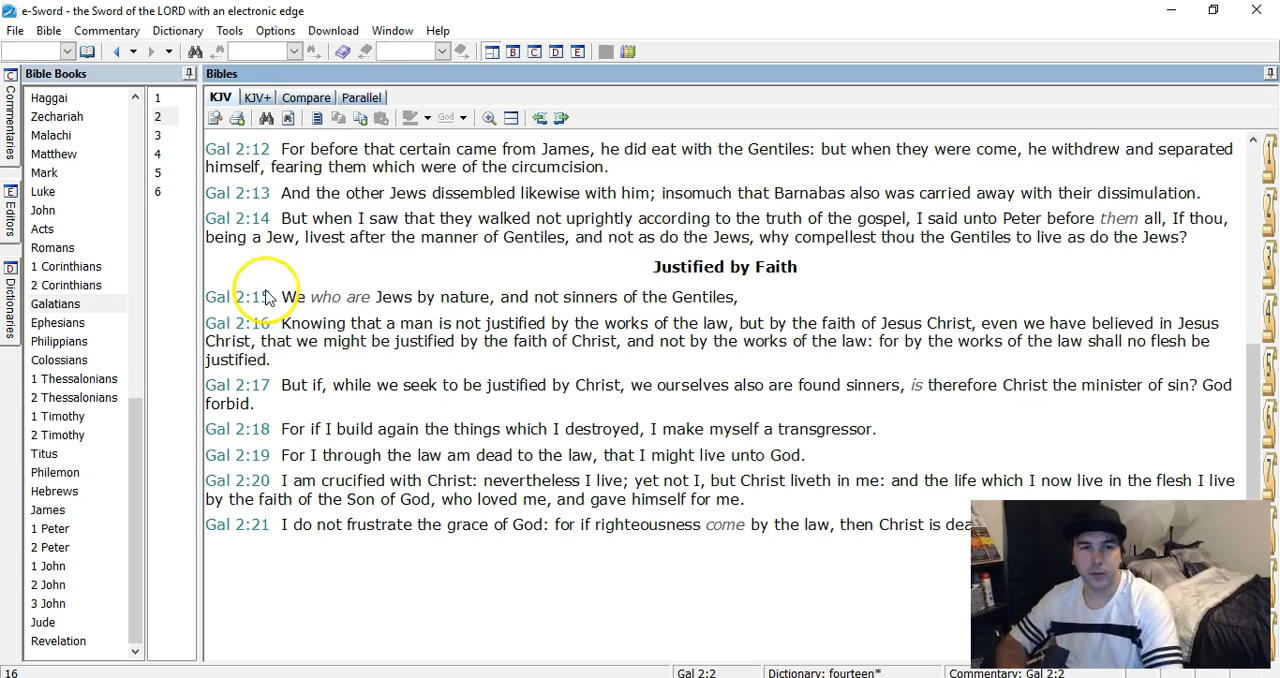 e-Sword - the Sword of the LORD with an electronic edge
File Bible Commentary Dictionary Tools Options Download Window Help
B C D E
C Commentaries
E Editors
D Dictionaries
Bible Books
Haggai
Zechariah
Malachi
Matthew
Mark
Luke
John
Acts
Romans
1 Corinthians
2 Corinthians
Galatians
Ephesians
Philippians
Colossians
1 Thessalonians
2 Thessalonians
1 Timothy
2 Timothy
Titus
Philemon
Hebrews
James
1 Peter
2 Peter
1 John
2 John
3 John
Jude
Revelation
1
2
3
4
5
6
Bibles
KJV KJV+ Compare Parallel
God
Gal 2:12 For before that certain came from James, he did eat with the Gentiles: but when they were come, he withdrew and separated
himself, fearing them which were of the circumcision.
Gal 2:13 And the other Jews dissembled likewise with him; insomuch that Barnabas also was carried away with their dissimulation.
Gal 2:14 But when I saw that they walked not uprightly according to the truth of the gospel, I said unto Peter before them all, If thou,
being a Jew, livest after the manner of Gentiles, and not as do the Jews, why compellest thou the Gentiles to live as do the Jews?
Justified by Faith
Gal 2:15 We who are Jews by nature, and not sinners of the Gentiles,
Gal 2:16 Knowing that a man is not justified by the works of the law, but by the faith of Jesus Christ, even we have believed in Jesus
Christ, that we might be justified by the faith of Christ, and not by the works of the law: for by the works of the law shall no flesh be
justified.
Gal 2:17 But if, while we seek to be justified by Christ, we ourselves also are found sinners, is therefore Christ the minister of sin? God
forbid.
Gal 2:18 For if I build again the things which I destroyed, I make myself a transgressor.
Gal 2:19 For I through the law am dead to the law, that I might live unto God.
Gal 2:20 I am crucified with Christ: nevertheless I live; yet not I, but Christ liveth in me: and the life which I now live in the flesh I live
by the faith of the Son of God, who loved me, and gave himself for me.
Gal 2:21 I do not frustrate the grace of God: for if righteousness come by the law, then Christ is dea
1
2
3
4
5
6
16 Gal 2:2 Dictionary: fourteen* Commentary: Gal 2:2